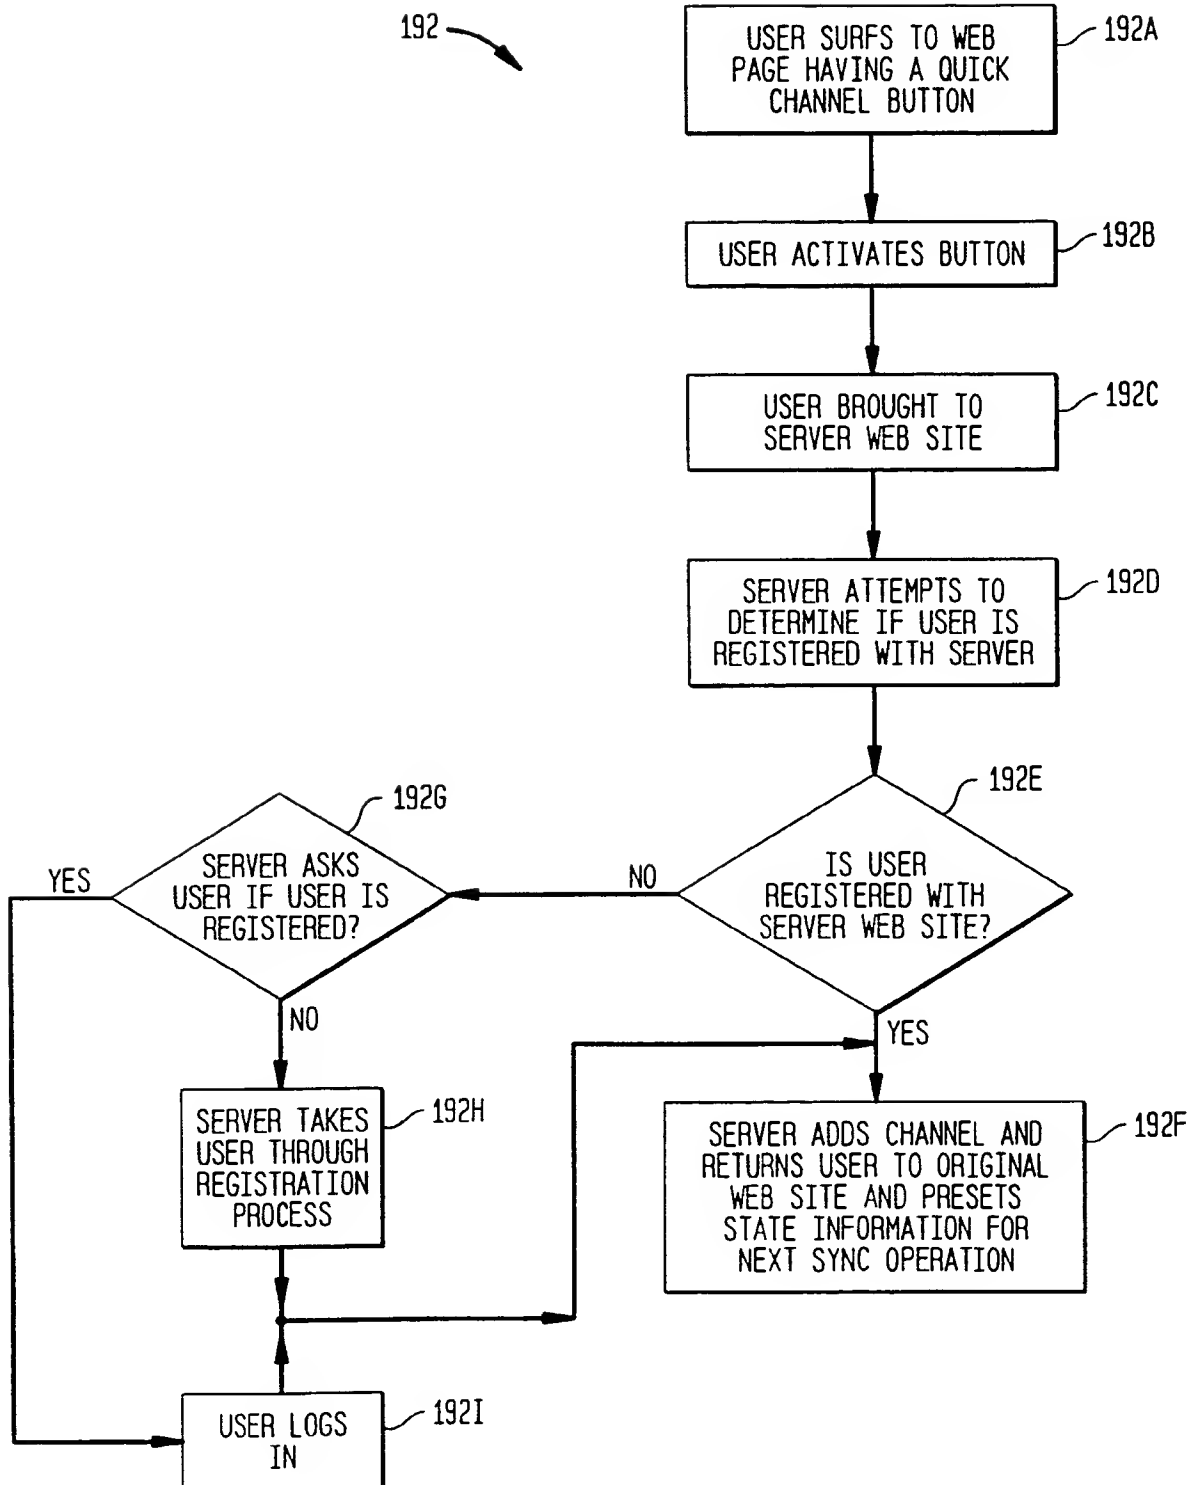 192
USER SURFS TO WEB
PAGE HAVING A QUICK
CHANNEL BUTTON
192A
USER ACTIVATES BUTTON
192B
USER BROUGHT TO
SERVER WEB SITE
192C
SERVER ATTEMPTS TO
DETERMINE IF USER IS
REGISTERED WITH SERVER
192D
IS USER
REGISTERED WITH
SERVER WEB SITE?
192E
NO
YES
SERVER ASKS
USER IF USER IS
REGISTERED?
192G
YES
NO
SERVER TAKES
USER THROUGH
REGISTRATION
PROCESS
192H
SERVER ADDS CHANNEL AND
RETURNS USER TO ORIGINAL
WEB SITE AND PRESETS
STATE INFORMATION FOR
NEXT SYNC OPERATION
192F
USER LOGS
IN
192I